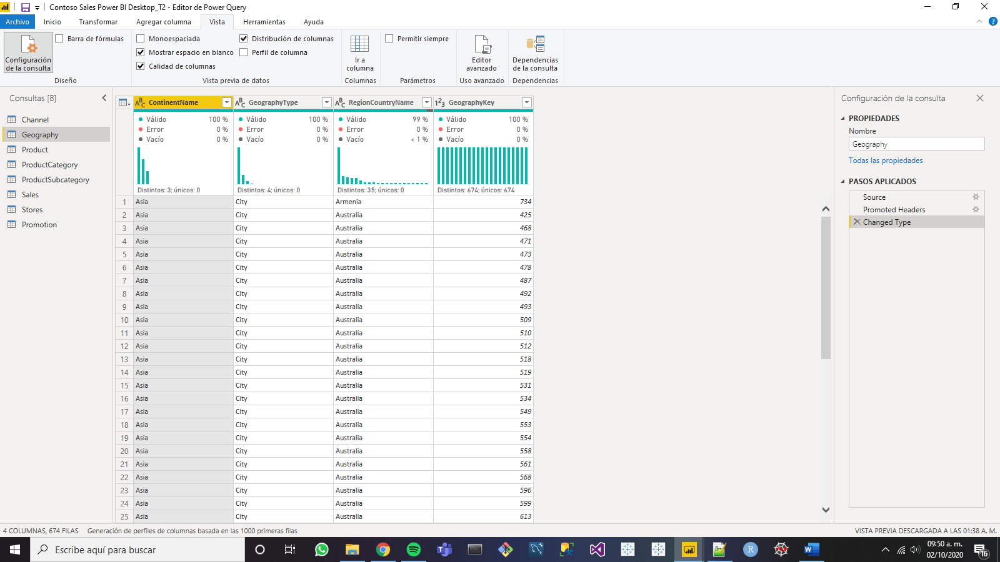 Contoso Sales Power BI Desktop_T2 - Editor de Power Query
Archivo Inicio Transformar Agregar columna Vista Herramientas Ayuda
Configuración de la consulta
Barra de fórmulas
Diseño
Monoespaciada
Mostrar espacio en blanco
Calidad de columnas
Distribución de columnas
Perfil de columna
Vista previa de datos
Ir a columna
Columnas
Permitir siempre
Parámetros
Editor avanzado
Uso avanzado
Dependencias de la consulta
Dependencias
Consultas [8]
Channel
Geography
Product
ProductCategory
ProductSubcategory
Sales
Stores
Promotion
ABC ContinentName ABC GeographyType ABC RegionCountryName 123 GeographyKey
Válido 100 % Válido 100 % Válido 99 % Válido 100 %
Error 0 % Error 0 % Error 0 % Error 0 %
Vacío 0 % Vacío 0 % Vacío < 1 % Vacío 0 %
Distintos: 3; únicos: 0 Distintos: 4; únicos: 0 Distintos: 35; únicos: 0 Distintos: 674; únicos: 674
1 Asia City Armenia 734
2 Asia City Australia 425
3 Asia City Australia 468
4 Asia City Australia 471
5 Asia City Australia 473
6 Asia City Australia 478
7 Asia City Australia 487
8 Asia City Australia 492
9 Asia City Australia 493
10 Asia City Australia 509
11 Asia City Australia 510
12 Asia City Australia 512
13 Asia City Australia 518
14 Asia City Australia 519
15 Asia City Australia 531
16 Asia City Australia 534
17 Asia City Australia 549
18 Asia City Australia 553
19 Asia City Australia 554
20 Asia City Australia 558
21 Asia City Australia 561
22 Asia City Australia 568
23 Asia City Australia 596
24 Asia City Australia 599
25 Asia City Australia 613
Configuración de la consulta
PROPIEDADES
Nombre
Geography
Todas las propiedades
PASOS APLICADOS
Source
Promoted Headers
Changed Type
4 COLUMNAS, 674 FILAS Generación de perfiles de columnas basada en las 1000 primeras filas
VISTA PREVIA DESCARGADA A LAS 01:38 A. M.
Escribe aquí para buscar
09:50 a. m.
02/10/2020
16